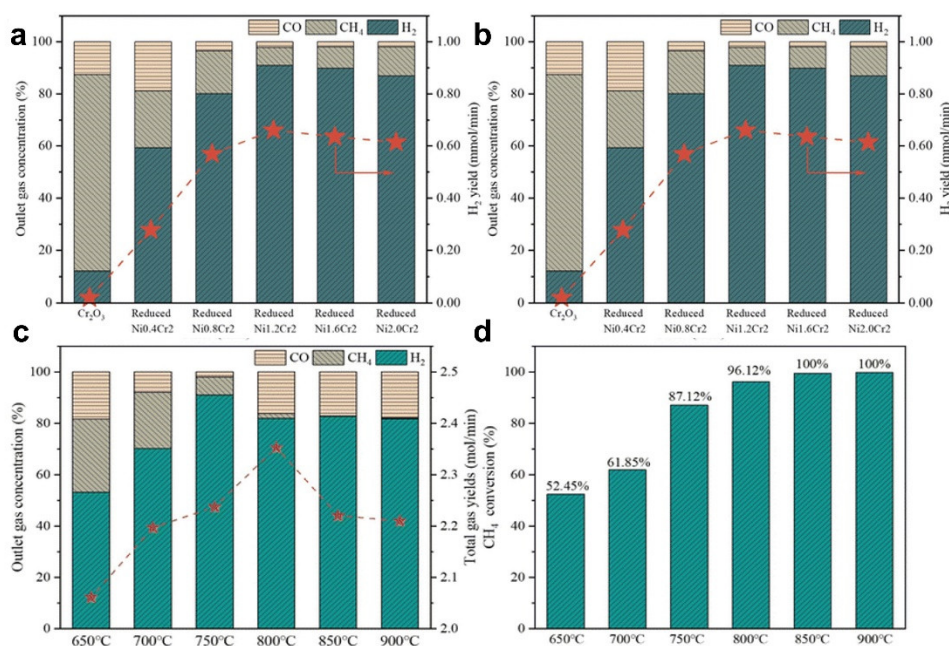 a
CO CH₄ H₂
Outlet gas concentration (%)
100
80
60
40
20
0
1.00
0.80
0.60
0.40
0.20
0.00
H₂ yield (mmol/min)
Cr₂O₃
Reduced Ni0.4Cr2
Reduced Ni0.8Cr2
Reduced Ni1.2Cr2
Reduced Ni1.6Cr2
Reduced Ni2.0Cr2
b
CO CH₄ H₂
Outlet gas concentration (%)
100
80
60
40
20
0
1.00
0.80
0.60
0.40
0.20
0.00
H₂ yield (mmol/min)
Cr₂O₃
Reduced Ni0.4Cr2
Reduced Ni0.8Cr2
Reduced Ni1.2Cr2
Reduced Ni1.6Cr2
Reduced Ni2.0Cr2
c
CO CH₄ H₂
Outlet gas concentration (%)
100
80
60
40
20
0
2.5
2.4
2.3
2.2
2.1
2.0
Total gas yields (mol/min)
650°C 700°C 750°C 800°C 850°C 900°C
d
CH₄ conversion (%)
100
80
60
40
20
0
52.45%
61.85%
87.12%
96.12%
100%
100%
650°C 700°C 750°C 800°C 850°C 900°C